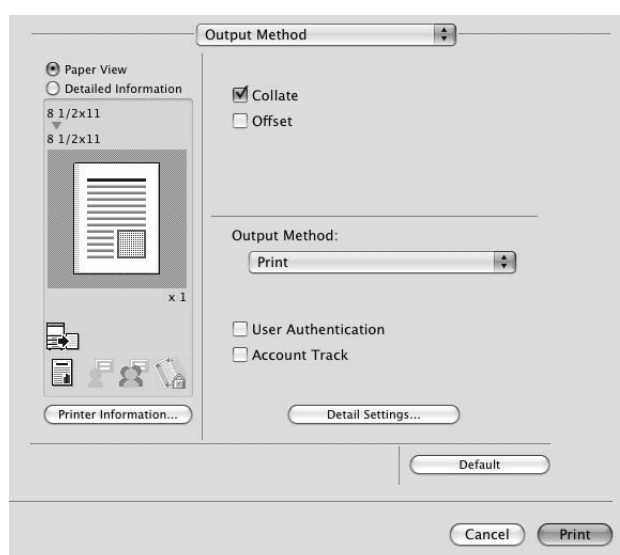 Output Method
Paper View
Detailed Information
8 1/2x11
8 1/2x11
x 1
Printer Information...
Collate
Offset
Output Method:
Print
User Authentication
Account Track
Detail Settings...
Default
Cancel
Print